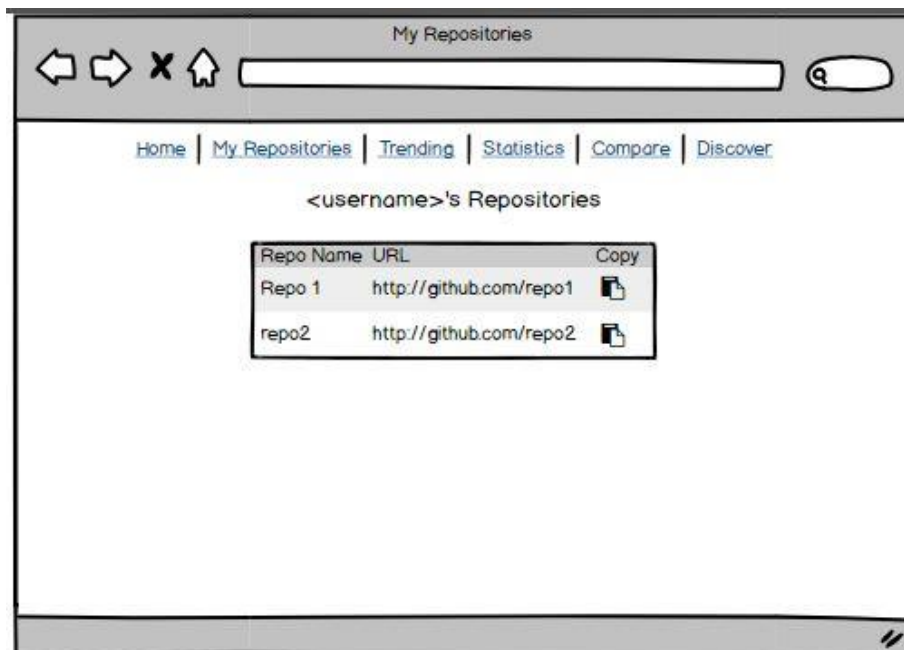 My Repositories
Home | My Repositories | Trending | Statistics | Compare | Discover
<username>'s Repositories
Repo Name URL Copy
Repo 1 http://github.com/repo1
repo2 http://github.com/repo2